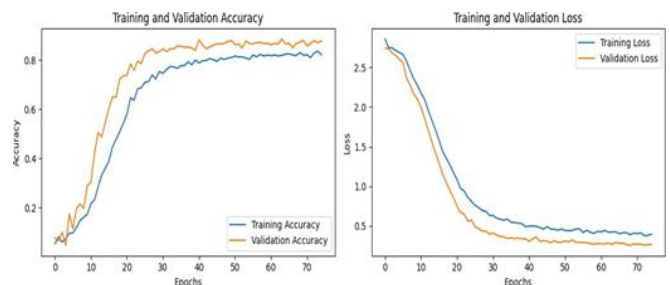 Training and Validation Accuracy
Accuracy
0.8
0.6
0.4
0.2
Training Accuracy
Validation Accuracy
0
10
20
30
40
50
60
70
Epochs
Training and Validation Loss
Loss
2.5
2.0
1.5
1.0
0.5
Training Loss
Validation Loss
0
10
20
30
40
50
60
70
Epochs